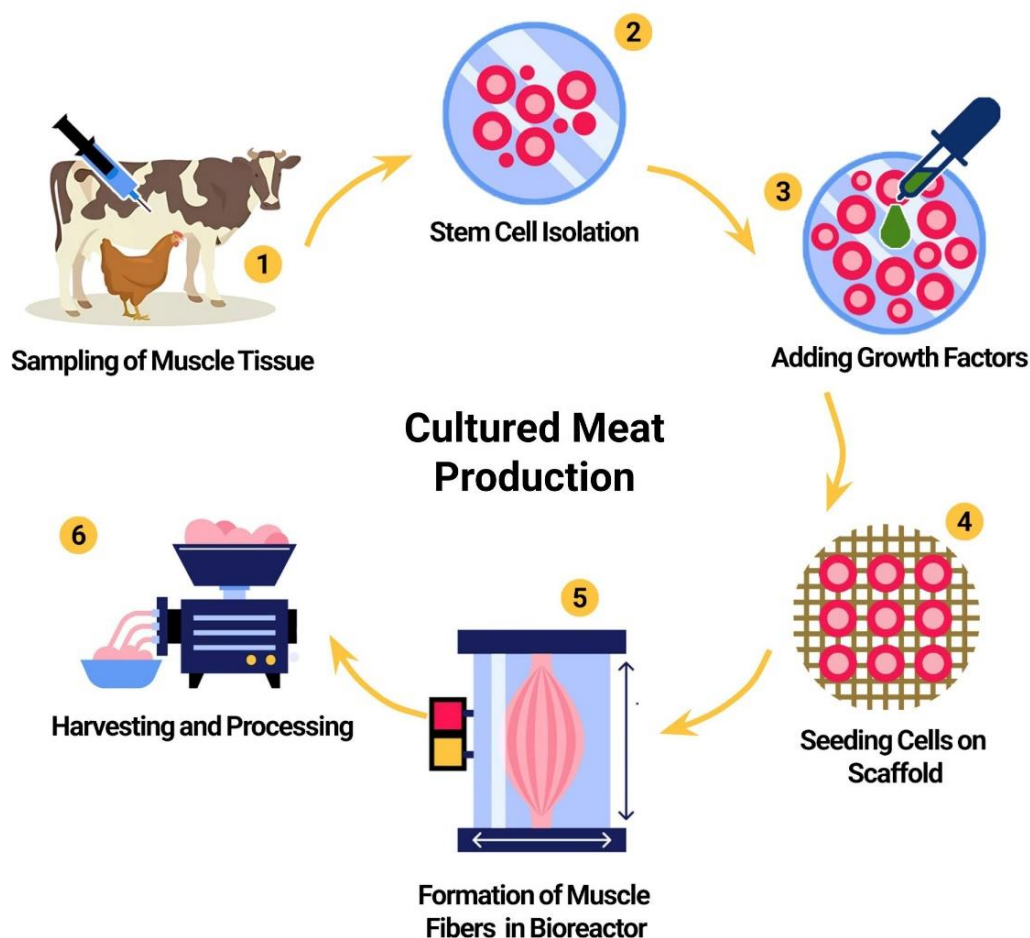 1
Sampling of Muscle Tissue
2
Stem Cell Isolation
3
Adding Growth Factors
Cultured Meat
Production
4
Seeding Cells on
Scaffold
5
Formation of Muscle
Fibers in Bioreactor
6
Harvesting and Processing